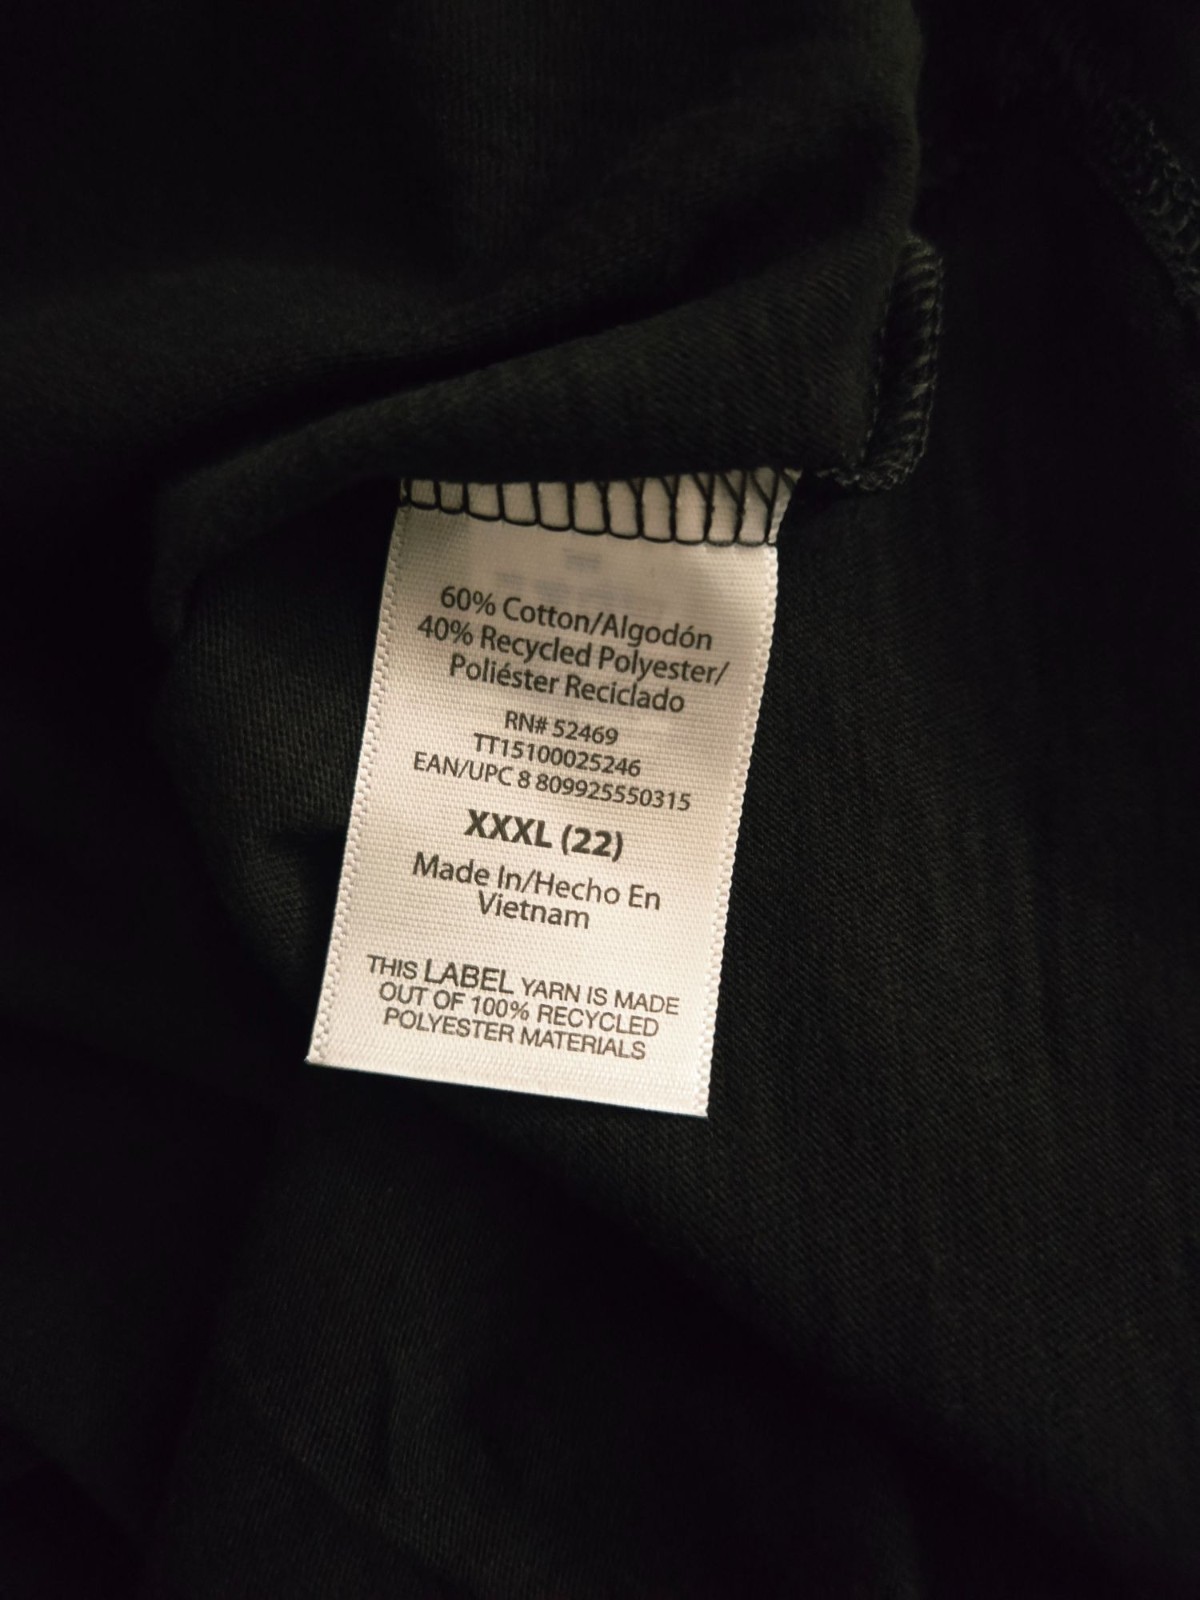 60% Cotton/Algodón
40% Recycled Polyester/
Poliéster Reciclado
RN# 52469
TT15100025246
EAN/UPC 8 809925550315
XXXL (22)
Made In/Hecho En
Vietnam
THIS LABEL YARN IS MADE
OUT OF 100% RECYCLED
POLYESTER MATERIALS